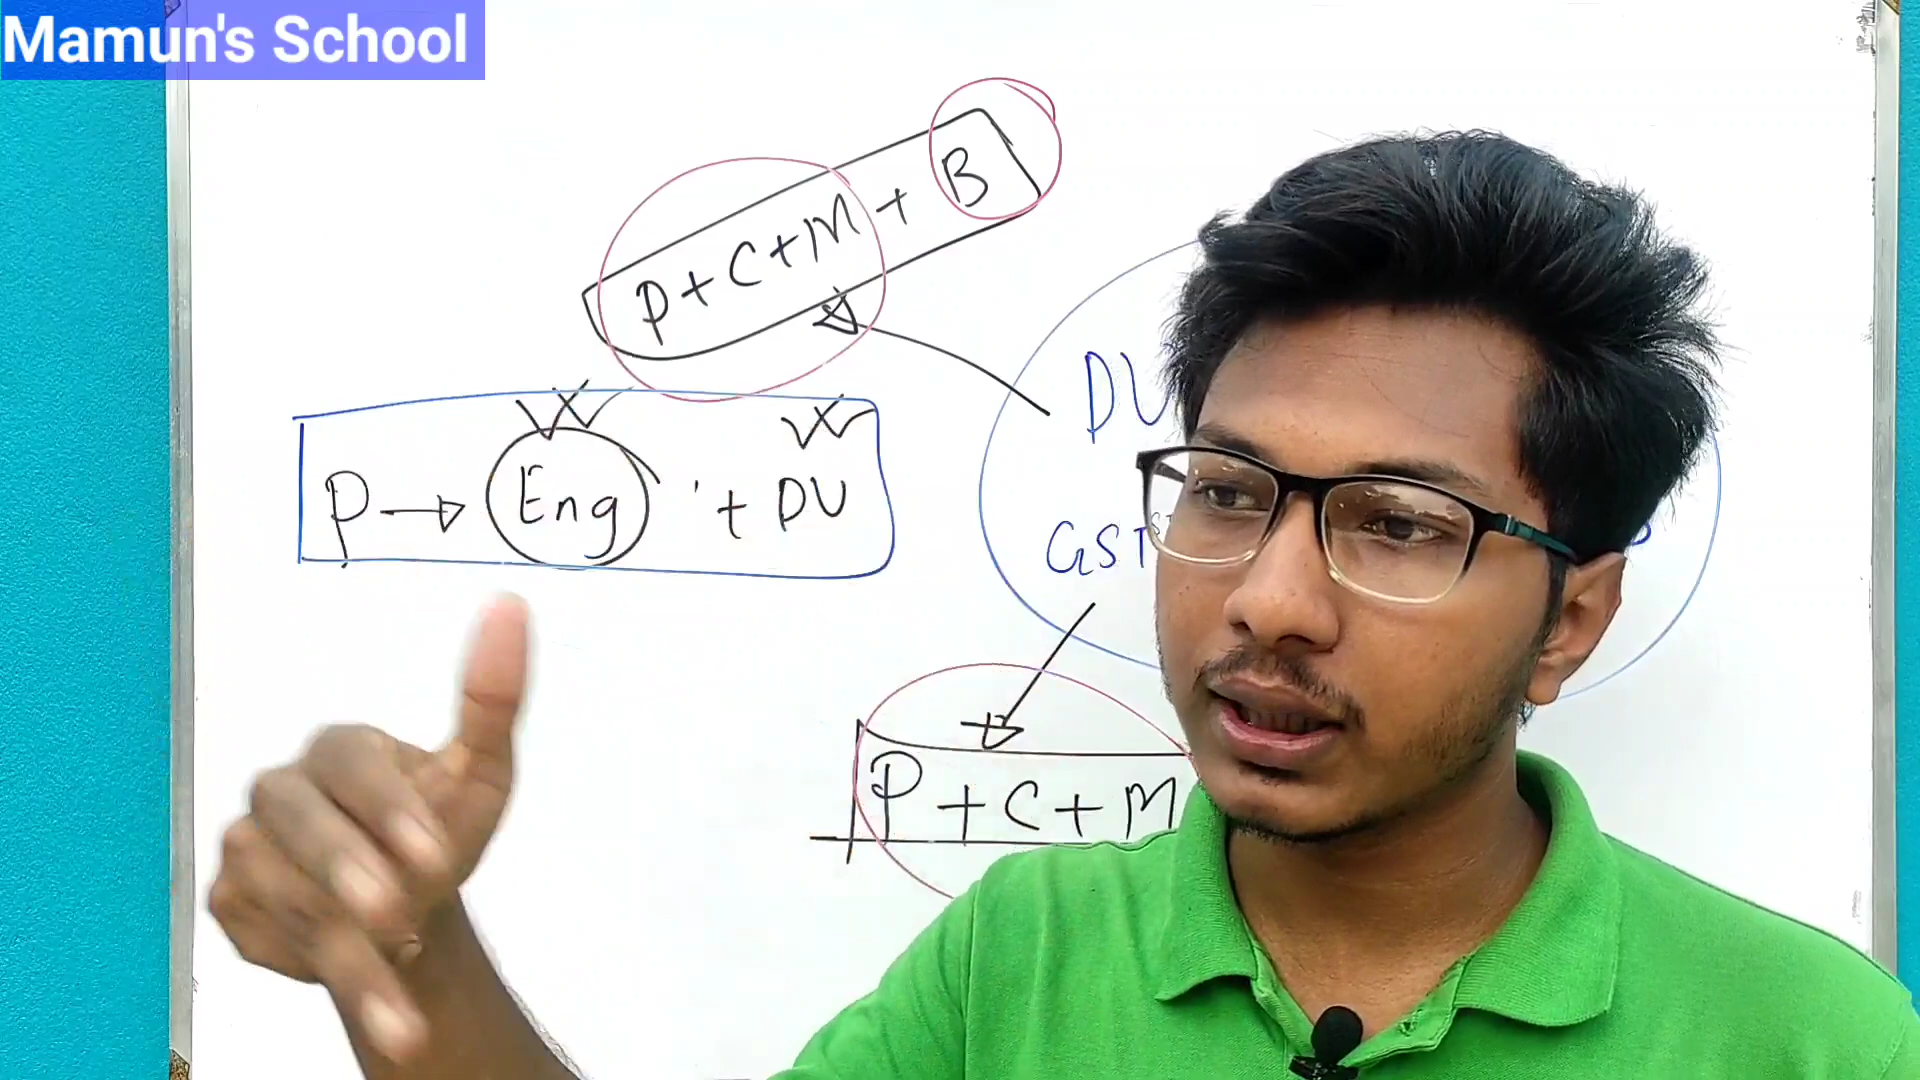 Mamun's School
P+C+M + B
P → Eng + DU
DU
GST
P + C + M